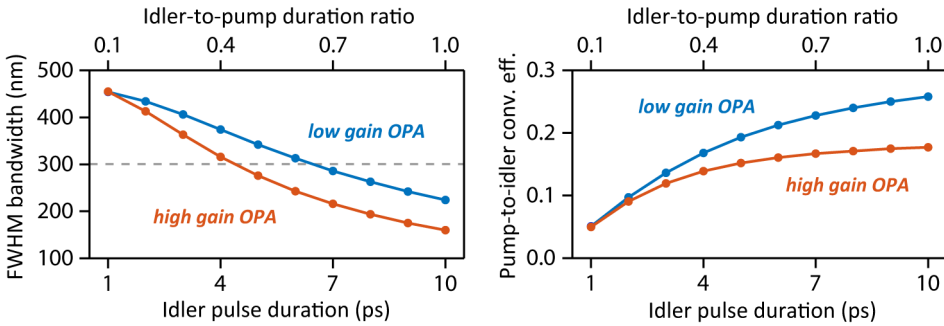 Idler-to-pump duration ratio
0.1 0.4 0.7 1.0
500
400
300
200
100
FWHM bandwidth (nm)
low gain OPA
high gain OPA
1 4 7 10
Idler pulse duration (ps)
Idler-to-pump duration ratio
0.1 0.4 0.7 1.0
0.3
0.2
0.1
0.0
Pump-to-idler conv. eff.
low gain OPA
high gain OPA
1 4 7 10
Idler pulse duration (ps)